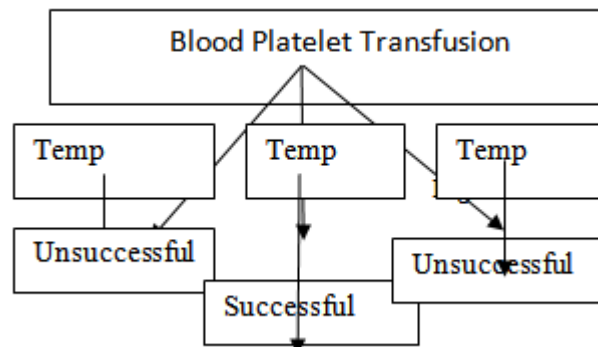 Blood Platelet Transfusion
Temp
Temp
Temp
Unsuccessful
Unsuccessful
Successful